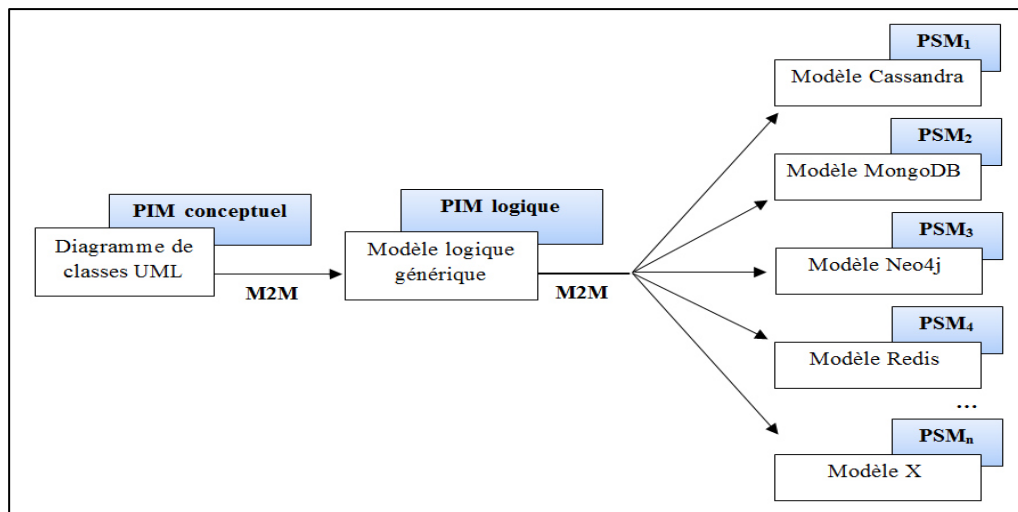 PIM conceptuel
Diagramme de
classes UML
M2M
PIM logique
Modèle logique
générique
M2M
PSM₁
Modèle Cassandra
PSM₂
Modèle MongoDB
PSM₃
Modèle Neo4j
PSM₄
Modèle Redis
...
PSMₙ
Modèle X